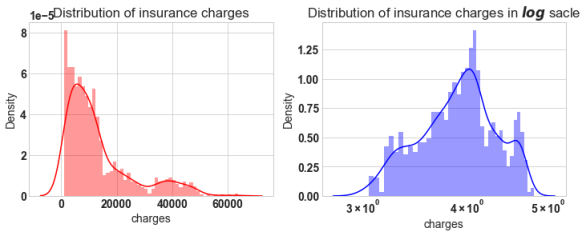 Distribution of insurance charges
1e−5
8
6
4
2
0
Density
0 20000 40000 60000
charges
Distribution of insurance charges in log sacle
1.25
1.00
0.75
0.50
0.25
0.00
Density
3 × 10⁰ 4 × 10⁰ 5 × 10⁰
charges